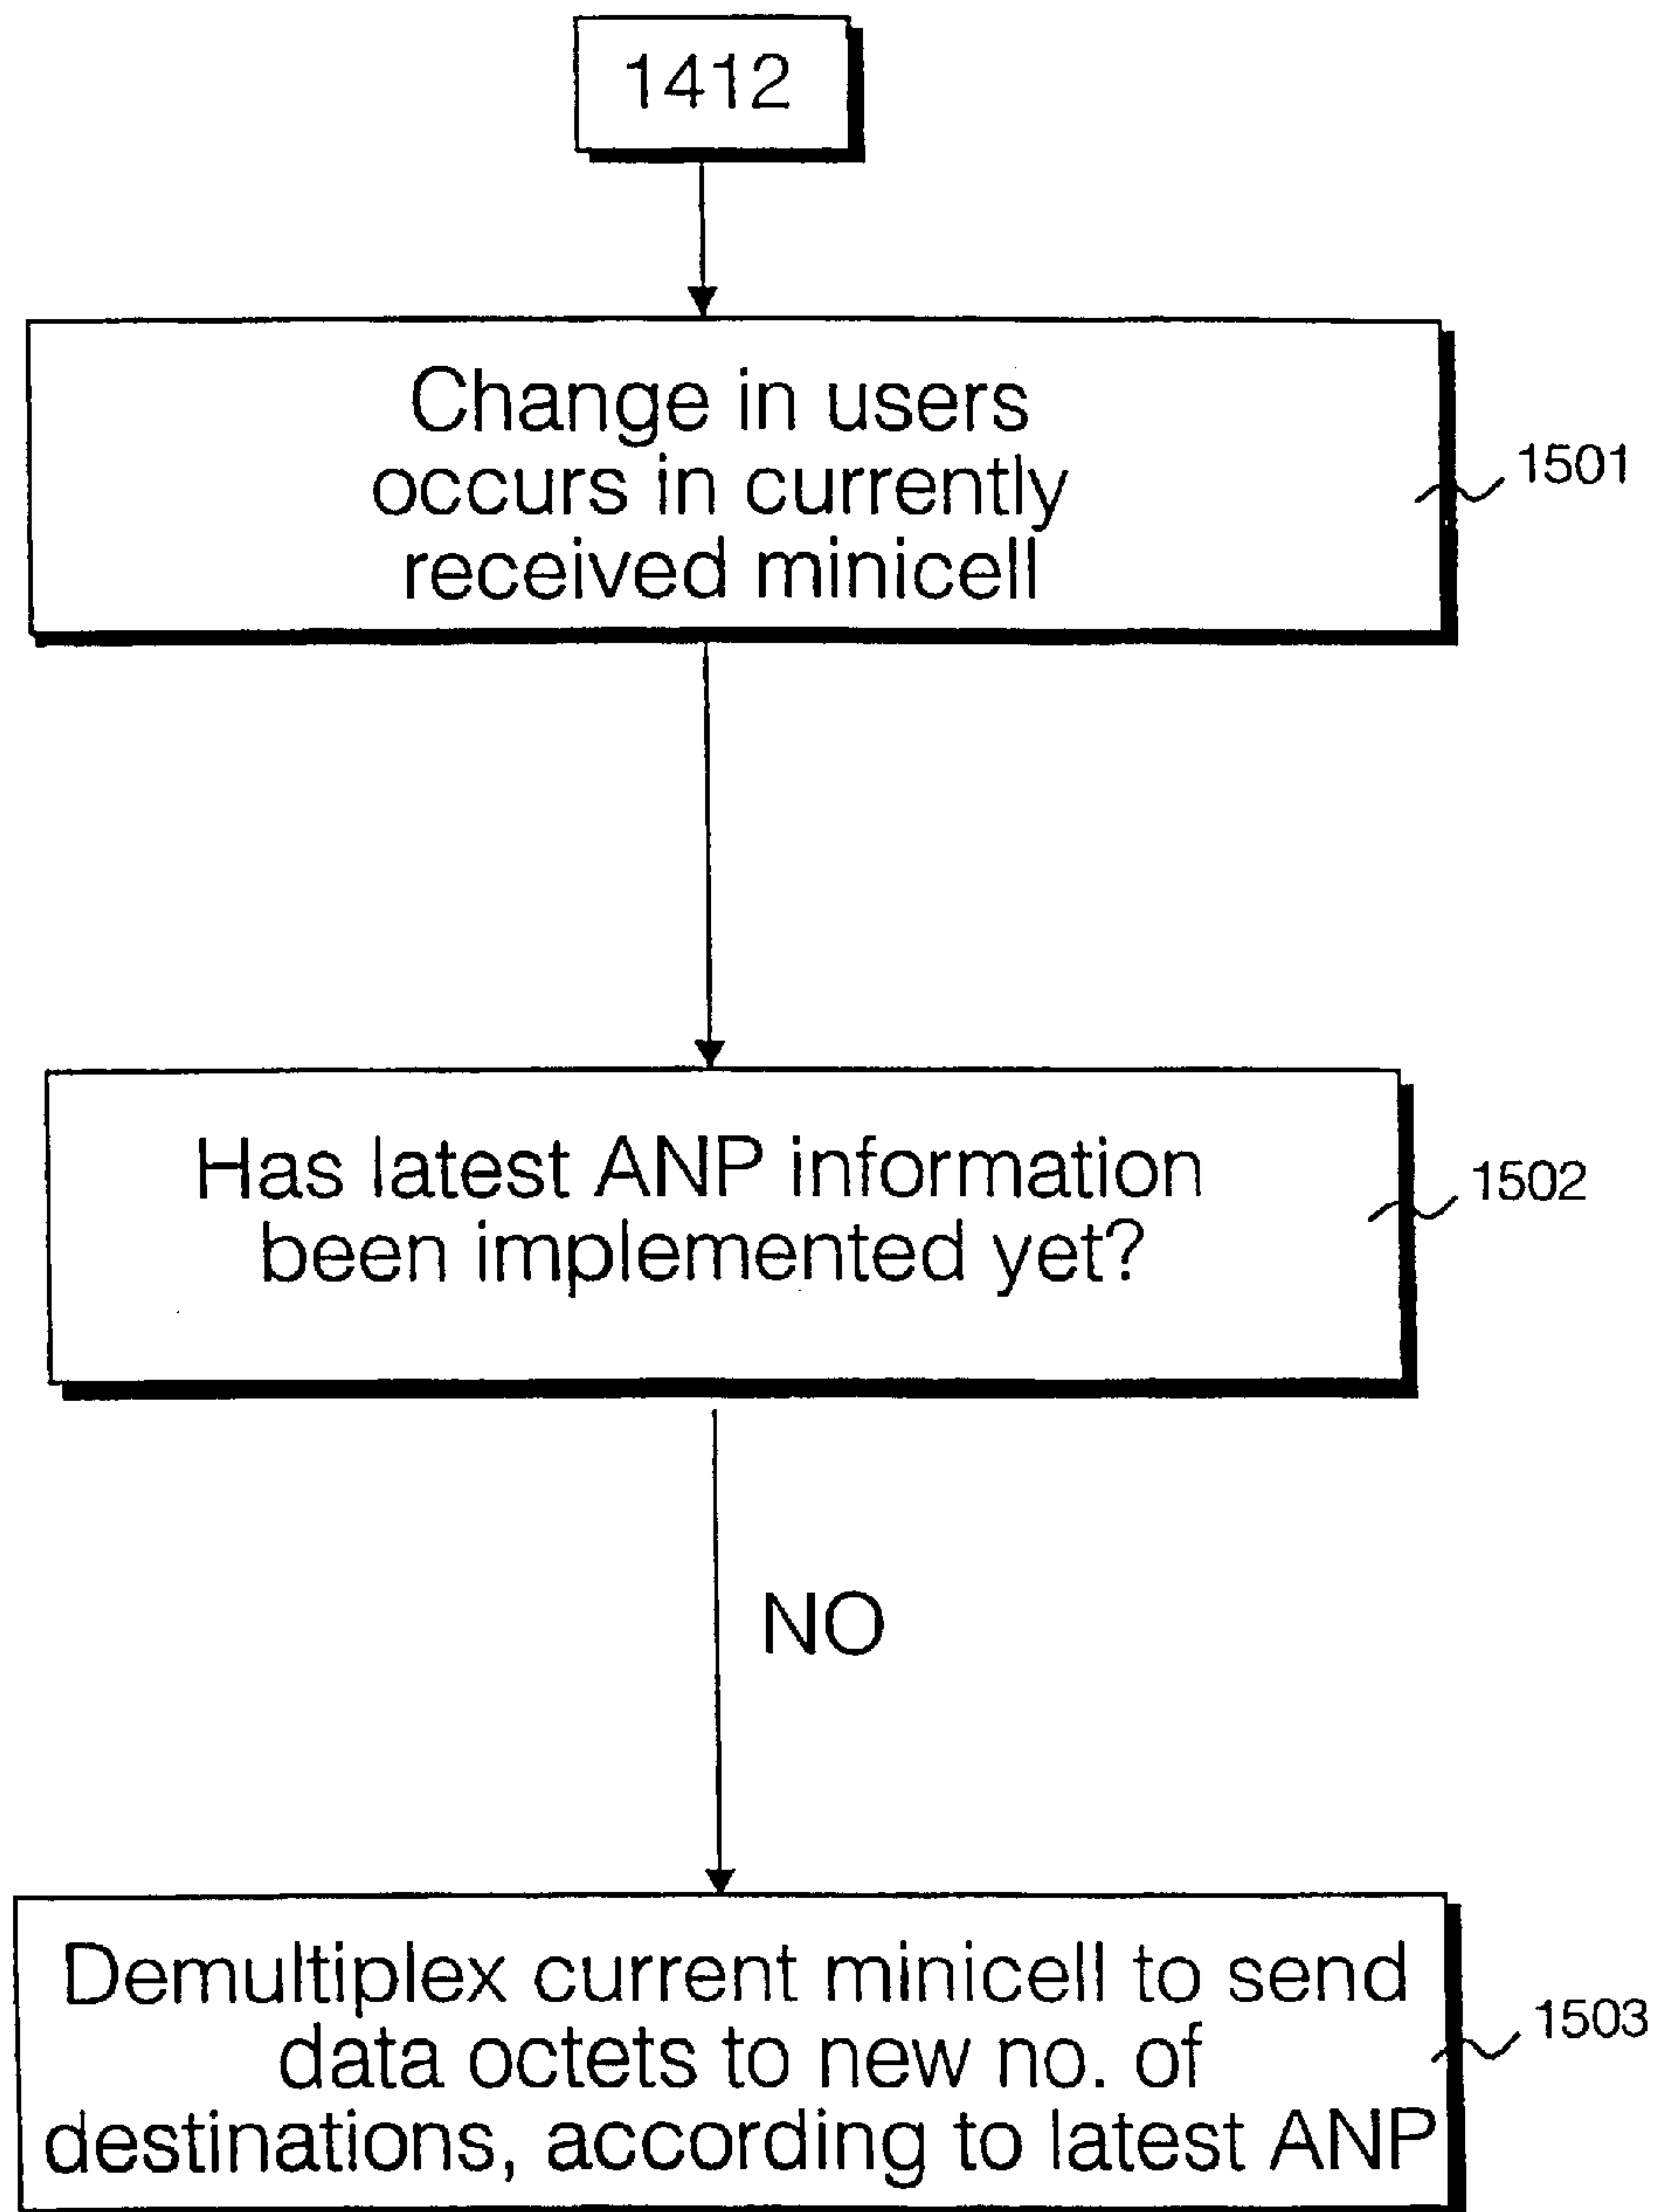 1412
Change in users
occurs in currently
received minicell
1501
Has latest ANP information
been implemented yet?
1502
NO
Demultiplex current minicell to send
data octets to new no. of
destinations, according to latest ANP
1503